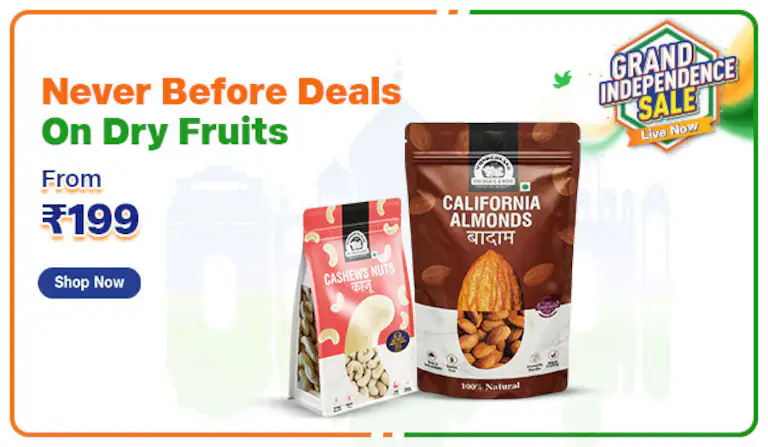 Never Before Deals
On Dry Fruits
From
₹199
Shop Now
GRAND
INDEPENDENCE
SALE
Live Now
CASHEWS NUTS
काजू
CALIFORNIA
ALMONDS
बादाम
100% Natural